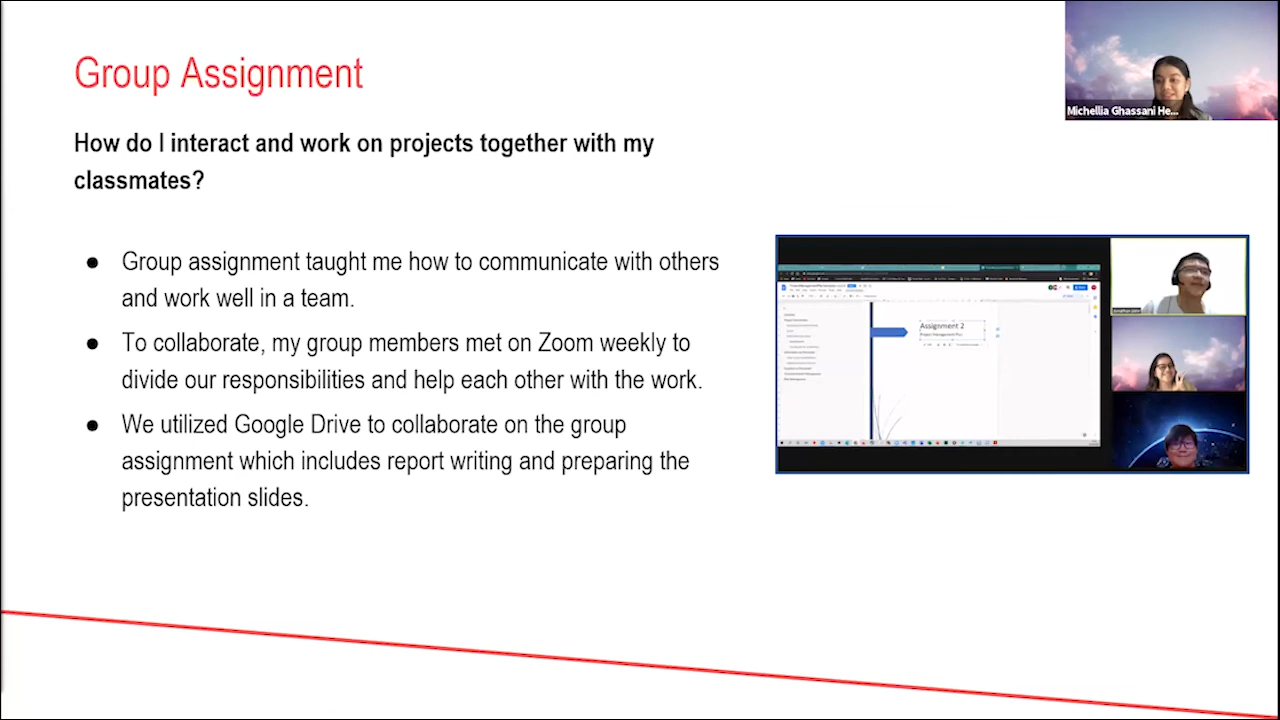 Group Assignment
Michellia Ghassani He...
How do I interact and work on projects together with my
classmates?
● Group assignment taught me how to communicate with others
and work well in a team.
● To collaborate, my group members met on Zoom weekly to
divide our responsibilities and help each other with the work.
● We utilized Google Drive to collaborate on the group
assignment which includes report writing and preparing the
presentation slides.
Assignment 2
Project Management Plan